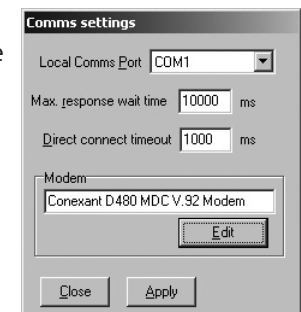 Comms settings
e
Local Comms Port COM1
Max. response wait time 10000 ms
Direct connect timeout 1000 ms
Modem
Conexant D480 MDC V.92 Modem
Edit
Close Apply